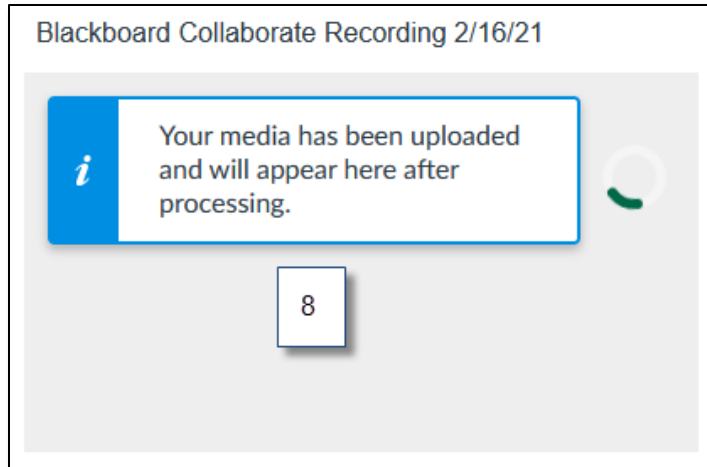 Blackboard Collaborate Recording 2/16/21
i
Your media has been uploaded
and will appear here after
processing.
8